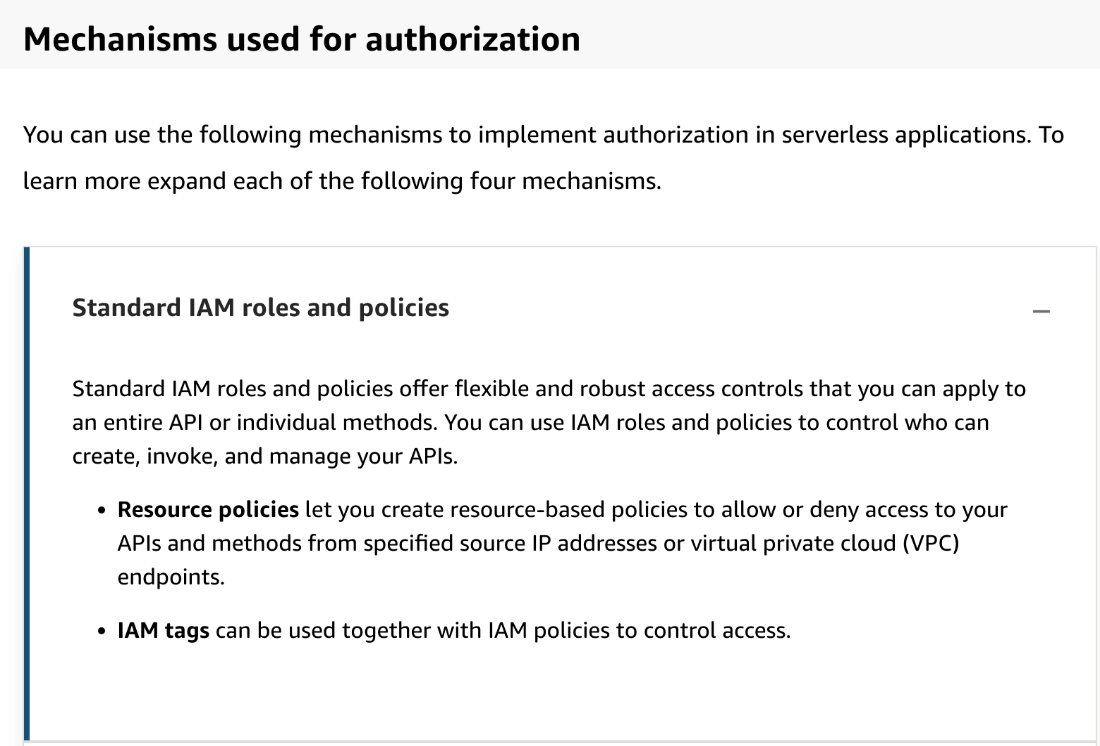 Mechanisms used for authorization
You can use the following mechanisms to implement authorization in serverless applications. To
learn more expand each of the following four mechanisms.
Standard IAM roles and policies
Standard IAM roles and policies offer flexible and robust access controls that you can apply to
an entire API or individual methods. You can use IAM roles and policies to control who can
create, invoke, and manage your APIs.
• Resource policies let you create resource-based policies to allow or deny access to your
APIs and methods from specified source IP addresses or virtual private cloud (VPC)
endpoints.
• IAM tags can be used together with IAM policies to control access.